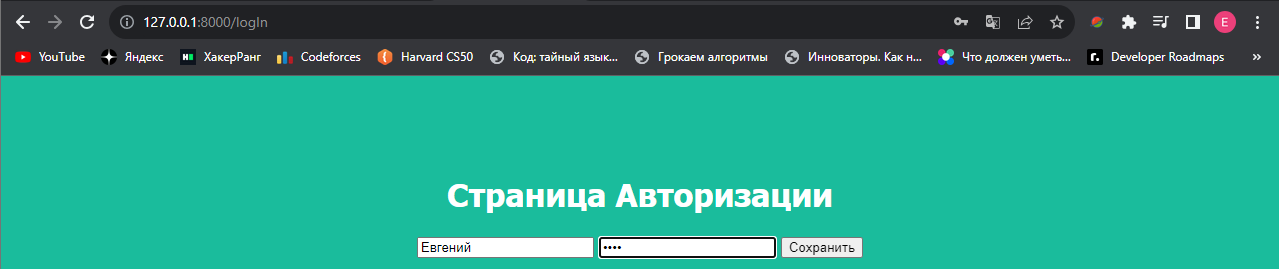 127.0.0.1:8000/logIn
E
YouTube Яндекс ХакерРанг Codeforces Harvard CS50 Код: тайный язык... Грокаем алгоритмы Инноваторы. Как н... Что должен уметь... Developer Roadmaps »
Страница Авторизации
Евгений •••• Сохранить